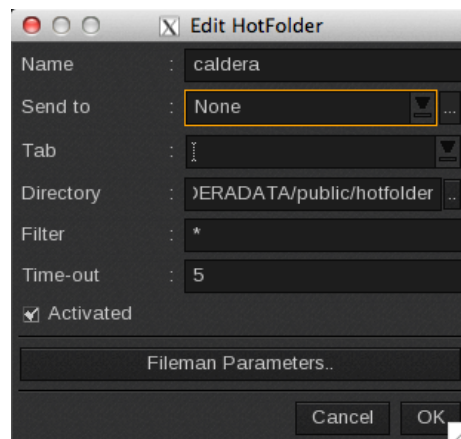 X Edit HotFolder
Name : caldera
Send to : None ...
Tab :
Directory : )ERADATA/public/hotfolder ..
Filter : *
Time-out : 5
Activated
Fileman Parameters..
Cancel OK